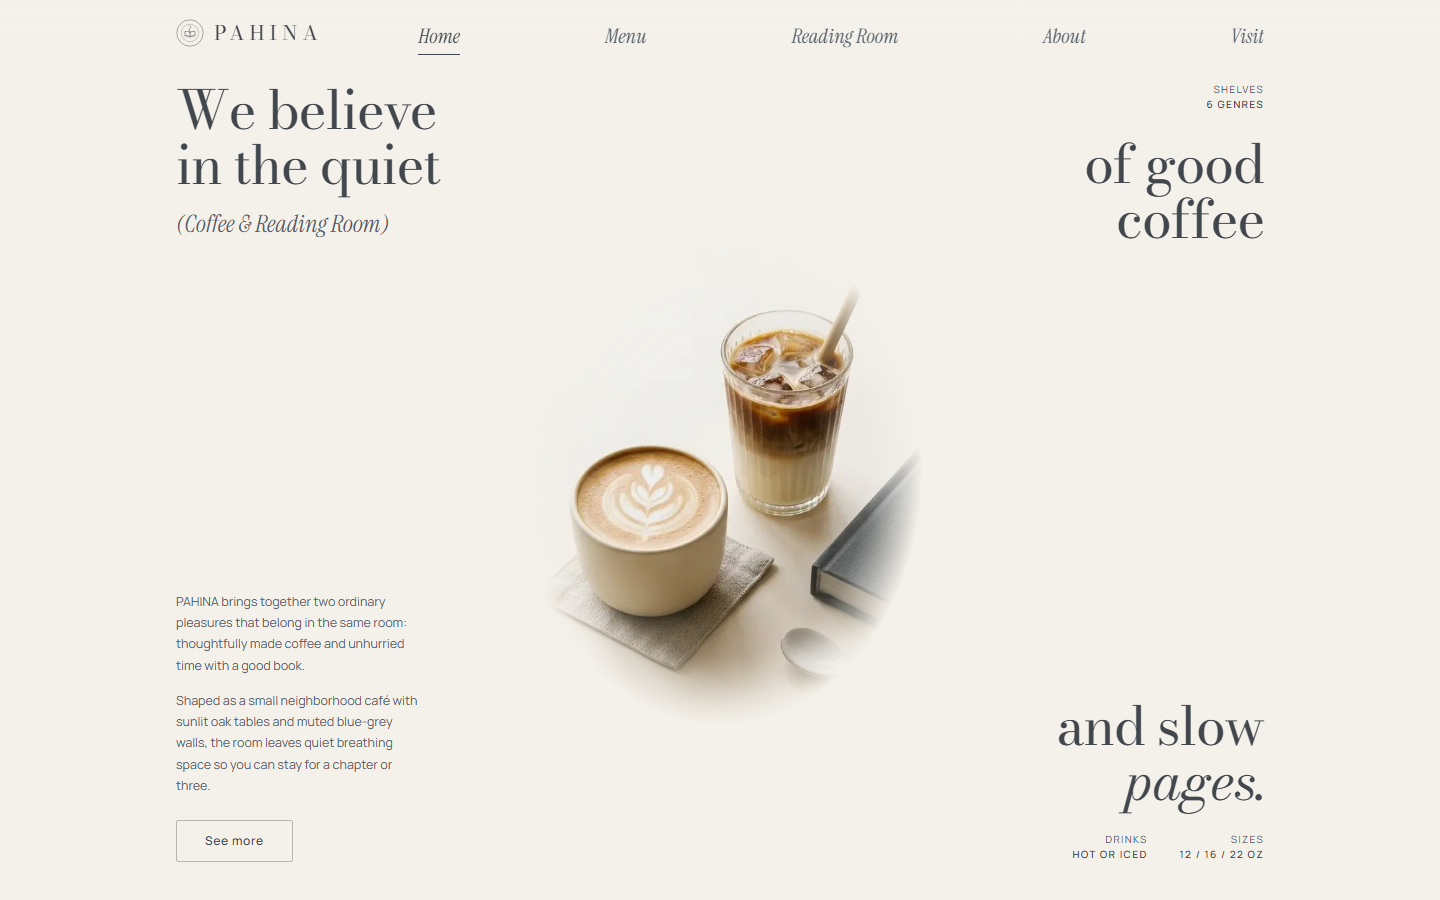 PAHINA
Home
Menu
Reading Room
About
Visit
We believe
in the quiet
(Coffee & Reading Room)
SHELVES
6 GENRES
of good
coffee
PAHINA brings together two ordinary
pleasures that belong in the same room:
thoughtfully made coffee and unhurried
time with a good book.
Shaped as a small neighborhood café with
sunlit oak tables and muted blue-grey
walls, the room leaves quiet breathing
space so you can stay for a chapter or
three.
See more
and slow
pages.
DRINKS
HOT OR ICED
SIZES
12 / 16 / 22 OZ